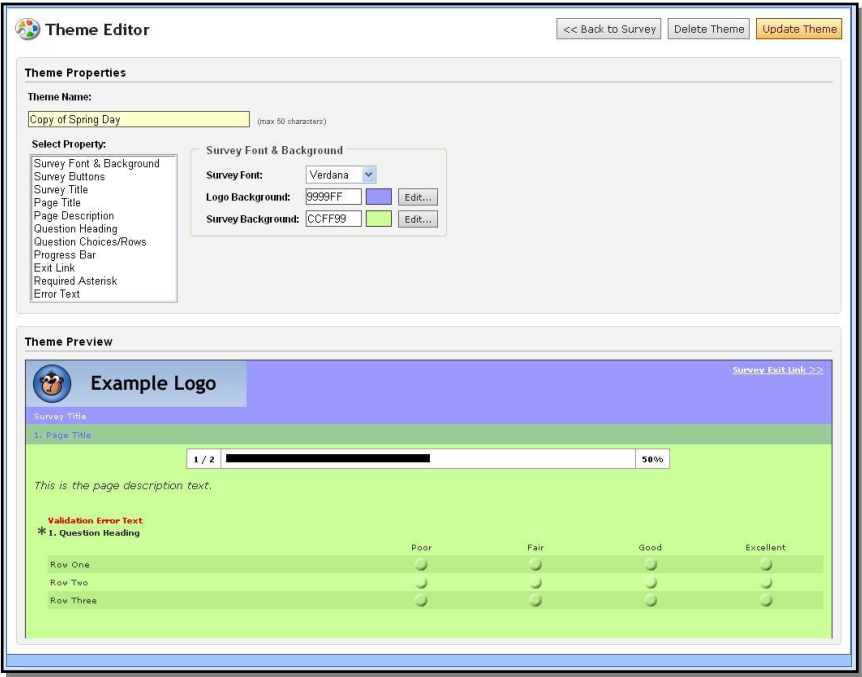 Theme Editor
<< Back to Survey
Delete Theme
Update Theme
Theme Properties
Theme Name:
Copy of Spring Day
(max 50 characters)
Select Property:
Survey Font & Background
Survey Buttons
Survey Title
Page Title
Page Description
Question Heading
Question Choices/Rows
Progress Bar
Exit Link
Required Asterisk
Error Text
Survey Font & Background
Survey Font: Verdana
Logo Background: 9999FF Edit...
Survey Background: CCFF99 Edit...
Theme Preview
Example Logo
Survey Exit Link >>
Survey Title
1. Page Title
1 / 2 50%
This is the page description text.
Validation Error Text
* 1. Question Heading
Poor Fair Good Excellent
Row One
Row Two
Row Three